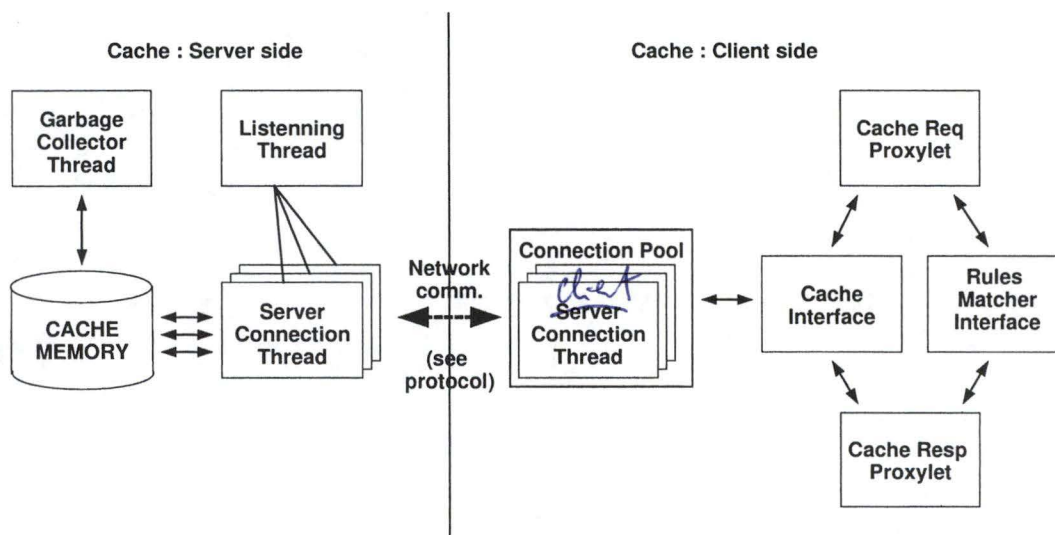 Cache : Server side
Cache : Client side
Garbage
Collector
Thread
Listenning
Thread
Cache Req
Proxylet
CACHE
MEMORY
Server
Connection
Thread
Network
comm.
(see
protocol)
Connection Pool
client
Server
Connection
Thread
Cache
Interface
Rules
Matcher
Interface
Cache Resp
Proxylet